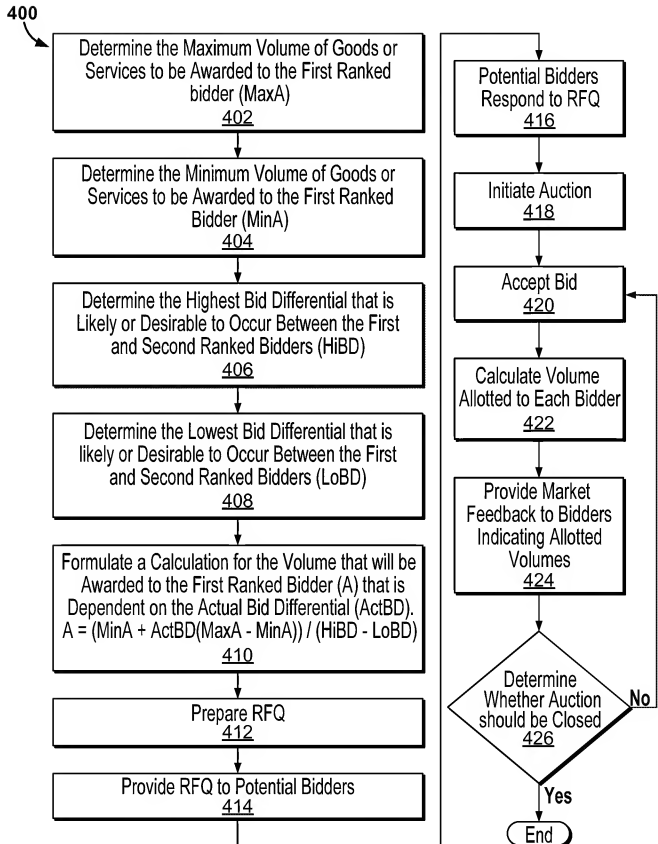 400
Determine the Maximum Volume of Goods or
Services to be Awarded to the First Ranked
bidder (MaxA)
402
Determine the Minimum Volume of Goods or
Services to be Awarded to the First Ranked
Bidder (MinA)
404
Determine the Highest Bid Differential that is
Likely or Desirable to Occur Between the First
and Second Ranked Bidders (HiBD)
406
Determine the Lowest Bid Differential that is
likely or Desirable to Occur Between the First
and Second Ranked Bidders (LoBD)
408
Formulate a Calculation for the Volume that will be
Awarded to the First Ranked Bidder (A) that is
Dependent on the Actual Bid Differential (ActBD).
A = (MinA + ActBD(MaxA - MinA)) / (HiBD - LoBD)
410
Prepare RFQ
412
Provide RFQ to Potential Bidders
414
Potential Bidders
Respond to RFQ
416
Initiate Auction
418
Accept Bid
420
Calculate Volume
Allotted to Each Bidder
422
Provide Market
Feedback to Bidders
Indicating Allotted
Volumes
424
Determine
Whether Auction
should be Closed
426
No
Yes
End